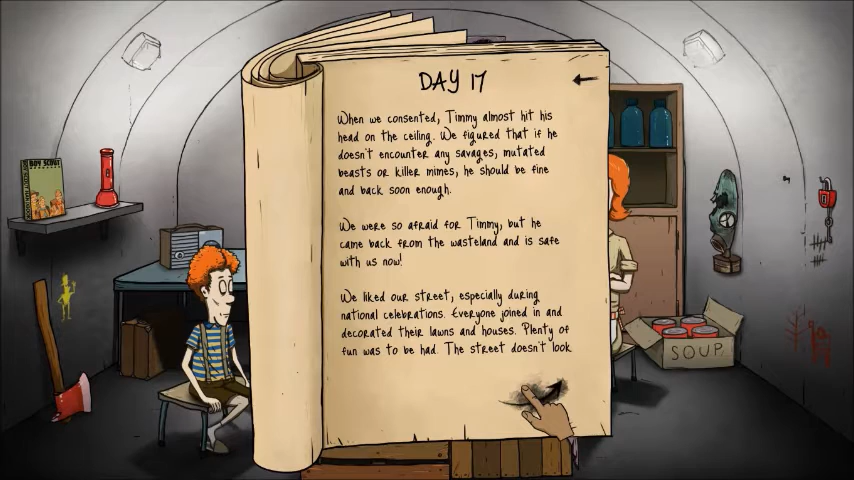 DAY 17
When we consented, Timmy almost hit his
head on the ceiling. We figured that if he
doesn't encounter any savages, mutated
beasts or killer mimes, he should be fine
and back soon enough.
We were so afraid for Timmy, but he
came back from the wasteland and is safe
with us now!
We liked our street, especially during
national celebrations. Everyone joined in and
decorated their lawns and houses. Plenty of
fun was to be had. The street doesn't look
BOY SCOUT
SOUP